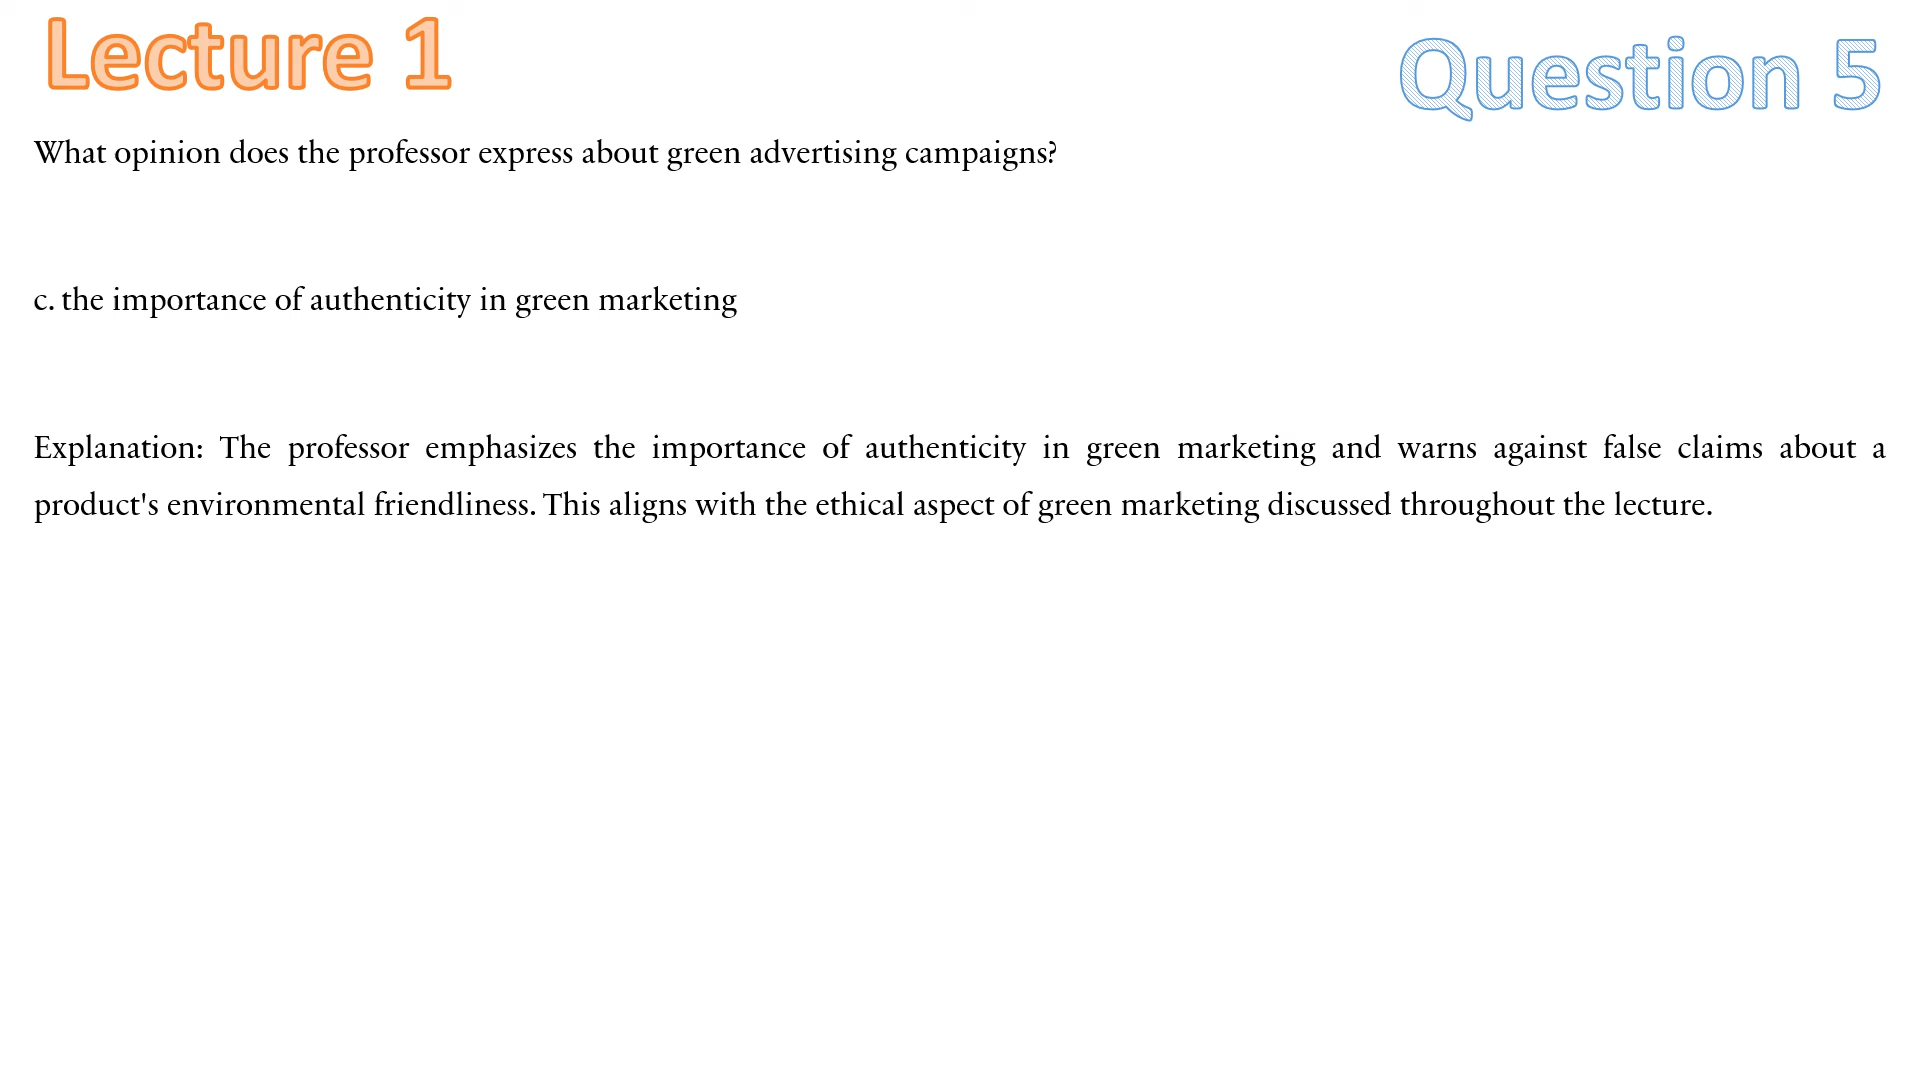 Lecture 1
Question 5
What opinion does the professor express about green advertising campaigns?
c. the importance of authenticity in green marketing
Explanation: The professor emphasizes the importance of authenticity in green marketing and warns against false claims about a
product's environmental friendliness. This aligns with the ethical aspect of green marketing discussed throughout the lecture.